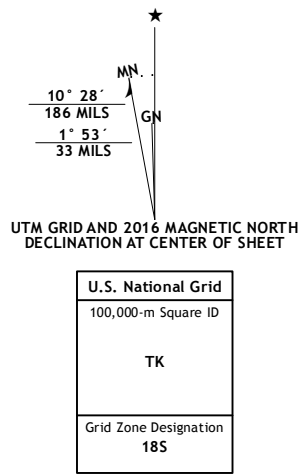 ★
MN
10° 28´
186 MILS
GN
1° 53´
33 MILS
UTM GRID AND 2016 MAGNETIC NORTH
DECLINATION AT CENTER OF SHEET
U.S. National Grid
100,000-m Square ID
TK
Grid Zone Designation
18S